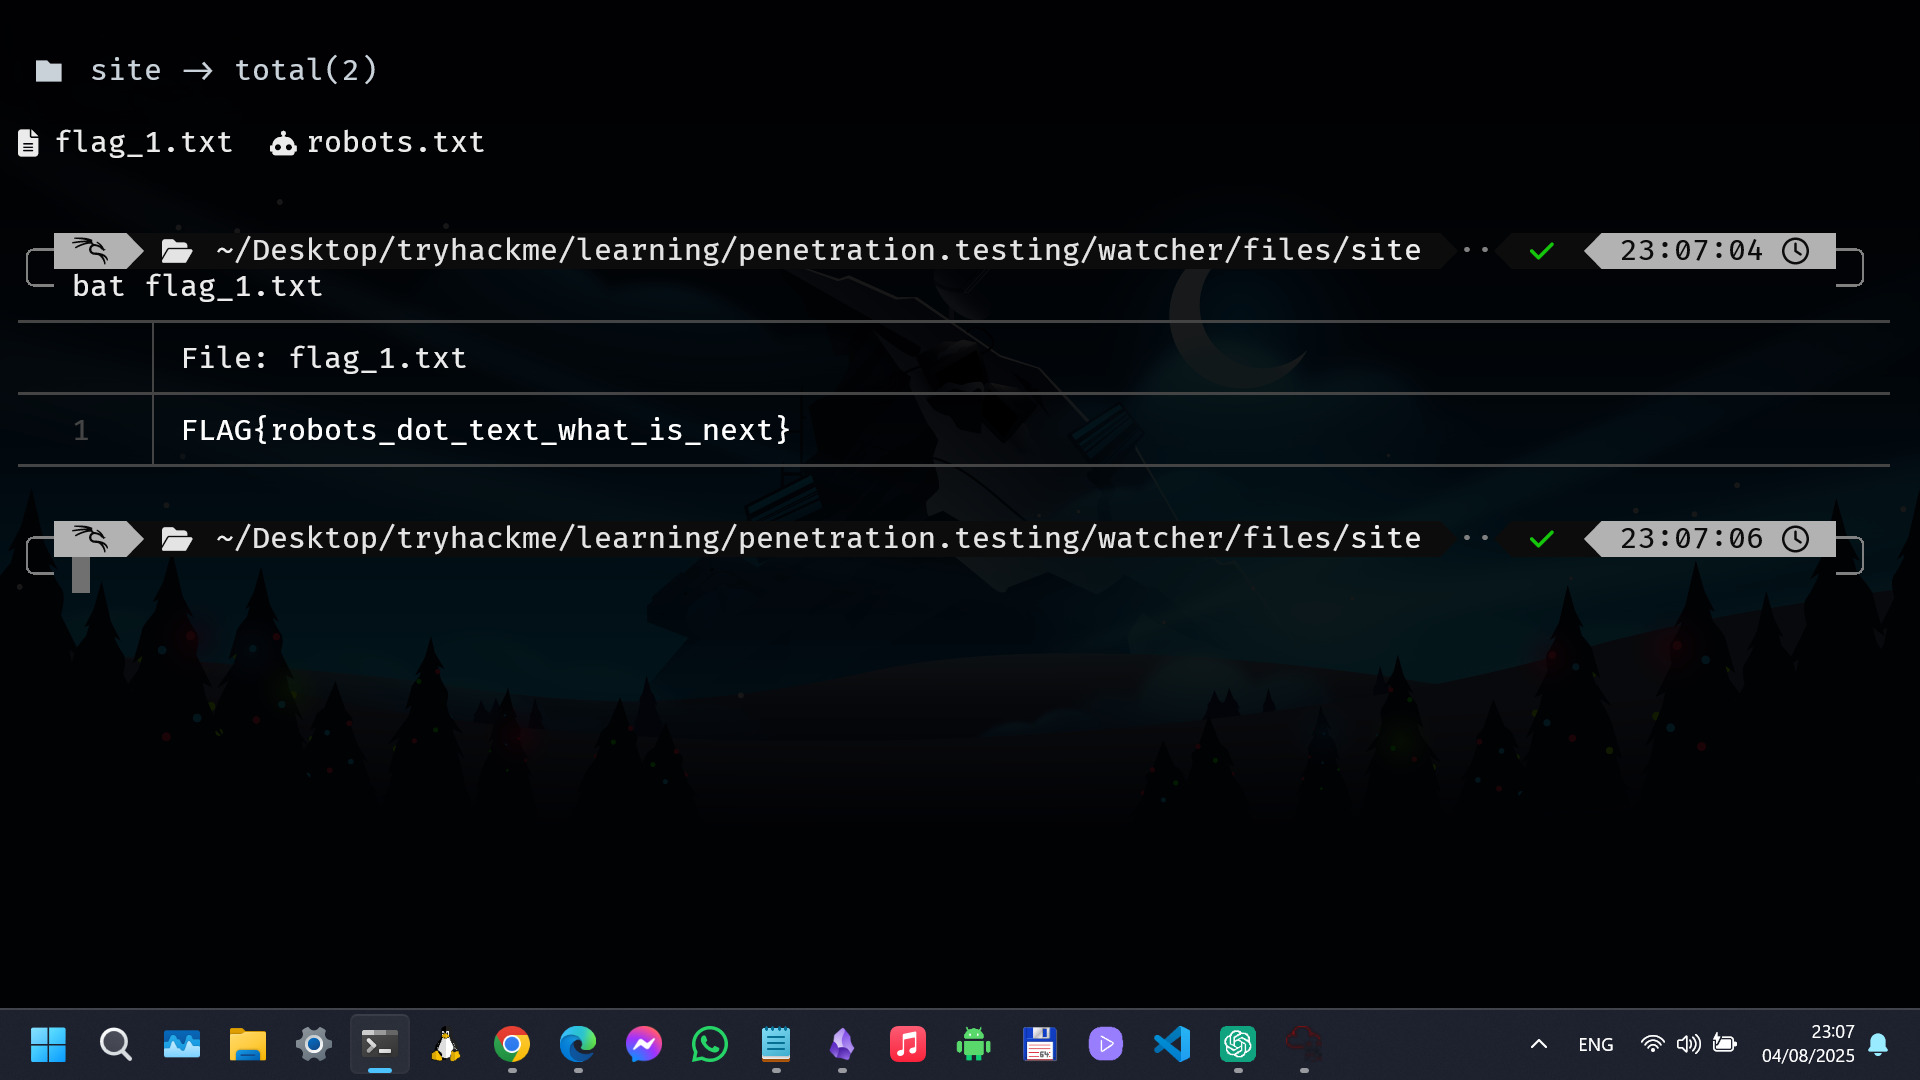 site → total(2)
flag_1.txt robots.txt
~/Desktop/tryhackme/learning/penetration.testing/watcher/files/site ·· ✓ 23:07:04
bat flag_1.txt
File: flag_1.txt
1 FLAG{robots_dot_text_what_is_next}
~/Desktop/tryhackme/learning/penetration.testing/watcher/files/site ·· ✓ 23:07:06
ENG
23:07
04/08/2025